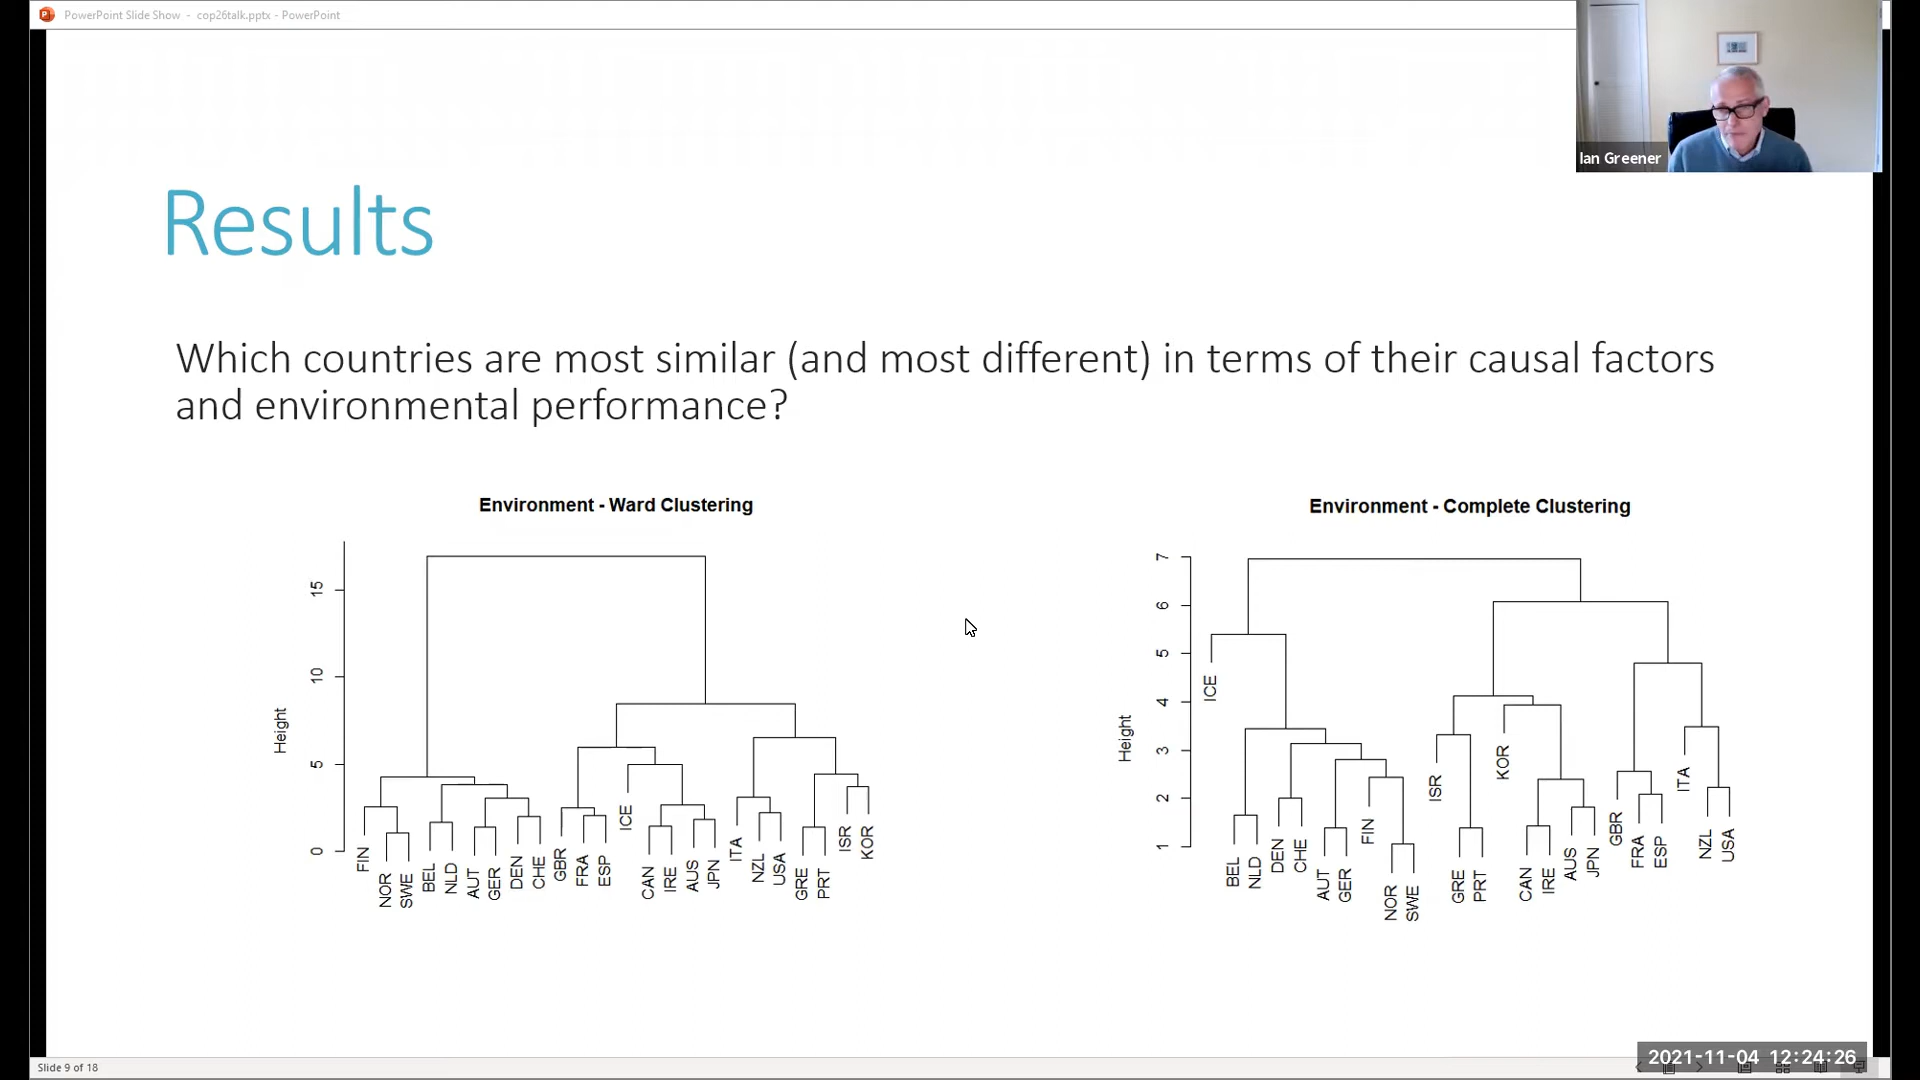 PowerPoint Slide Show - cop26talk.pptx - PowerPoint
Ian Greener
Results
Which countries are most similar (and most different) in terms of their causal factors
and environmental performance?
Environment - Ward Clustering
Height
0
5
10
15
FIN
NOR
SWE
BEL
NLD
AUT
GER
DEN
CHE
GBR
FRA
ESP
ICE
CAN
IRE
AUS
JPN
ITA
NZL
USA
GRE
PRT
ISR
KOR
Environment - Complete Clustering
Height
1
2
3
4
5
6
7
ICE
BEL
NLD
DEN
CHE
AUT
GER
FIN
NOR
SWE
ISR
GRE
PRT
KOR
CAN
IRE
AUS
JPN
GBR
FRA
ESP
ITA
NZL
USA
Slide 9 of 18
2021-11-04 12:24:26